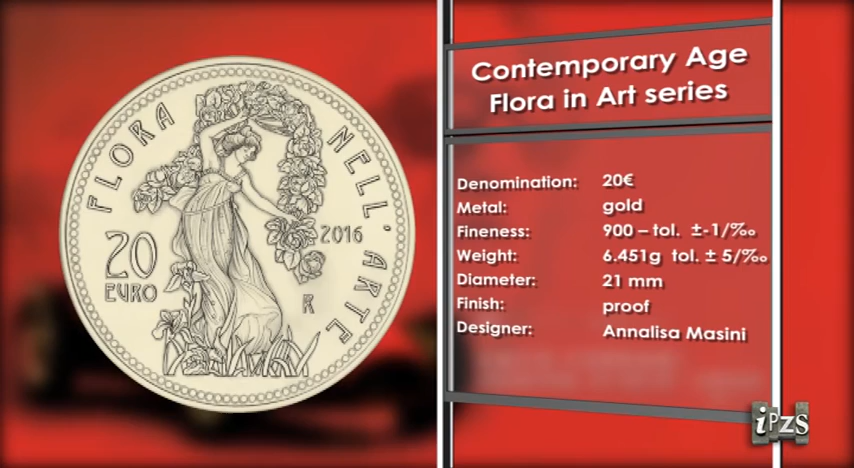 FLORA NELL'ARTE
20
EURO
2016
R
Contemporary Age
Flora in Art series
Denomination: 20€
Metal: gold
Fineness: 900 – tol. ±-1/‰
Weight: 6.451g tol. ± 5/‰
Diameter: 21 mm
Finish: proof
Designer: Annalisa Masini
iPZS